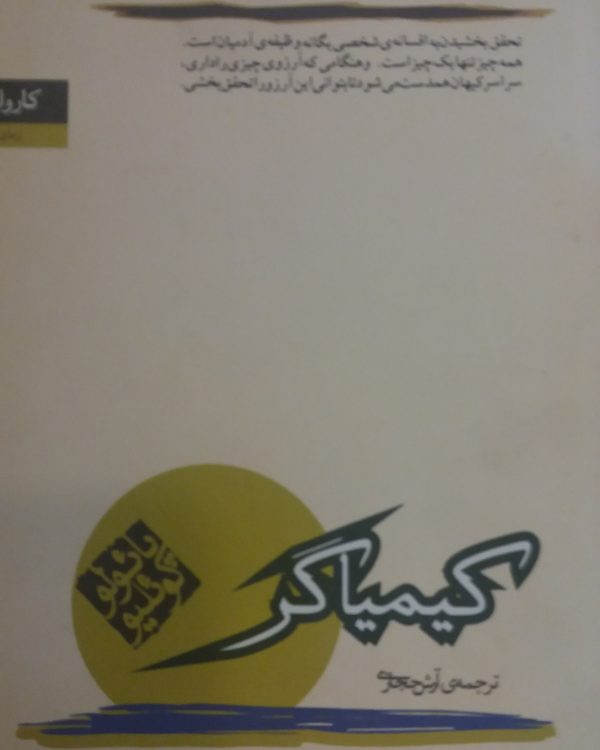 تحقق بخشیدن به افسانه‌ی شخصی یگانه وظیفه‌ی آدمیان است.
همه چیز تنها یک چیز است. و هنگامی که آرزوی چیزی را داری،
سراسر کیهان همدست می‌شود تا بتوانی این آرزو را تحقق بخشی.
کاروا
پائولو
کوئلیو
کیمیاگر
ترجمه‌ی آرش حجازی